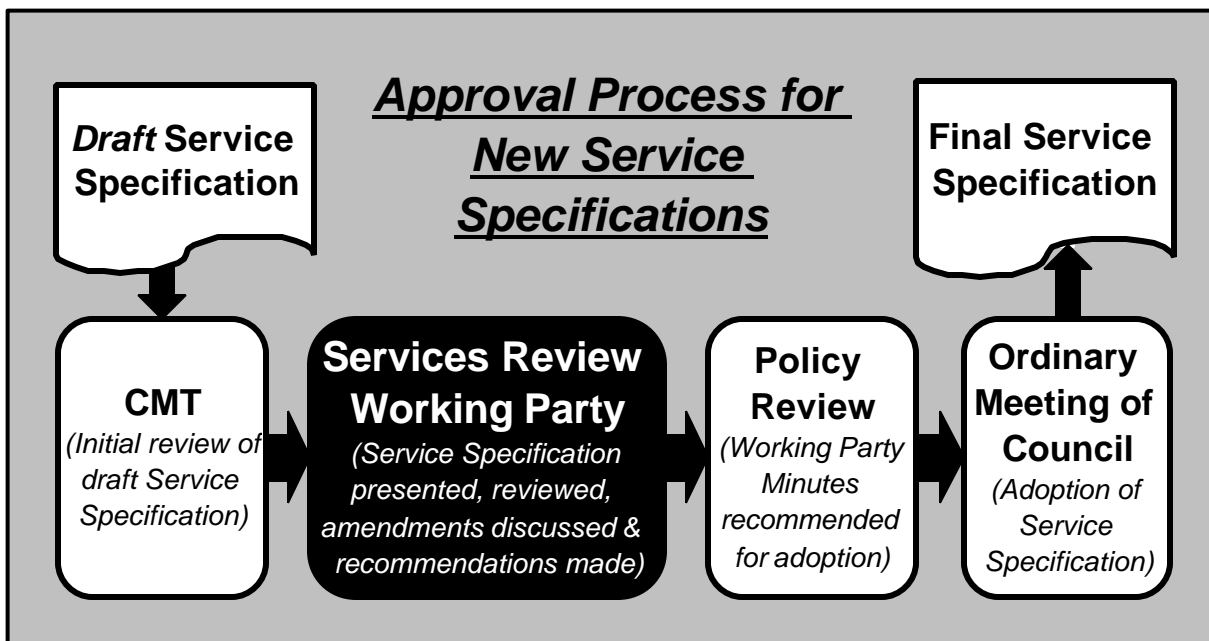 Approval Process for
New Service
Specifications
Draft Service
Specification
Final Service
Specification
CMT
(Initial review of
draft Service
Specification)
Services Review
Working Party
(Service Specification
presented, reviewed,
amendments discussed &
recommendations made)
Policy
Review
(Working Party
Minutes
recommended
for adoption)
Ordinary
Meeting of
Council
(Adoption of
Service
Specification)